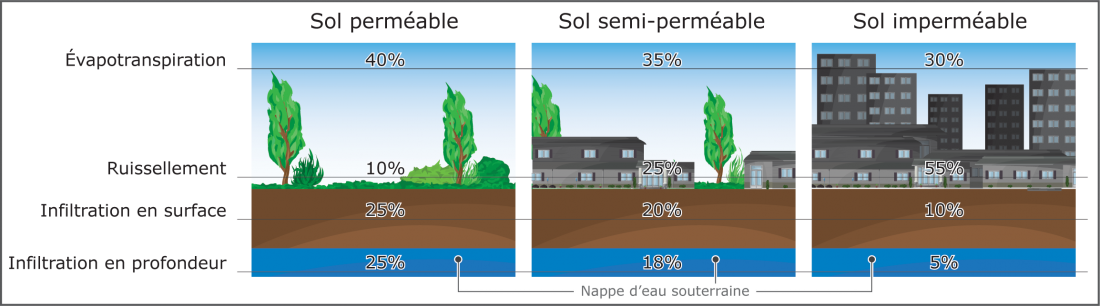 Sol perméable Sol semi-perméable Sol imperméable
Évapotranspiration 40% 35% 30%
Ruissellement 10% 25% 55%
Infiltration en surface 25% 20% 10%
Infiltration en profondeur 25% 18% 5%
Nappe d’eau souterraine